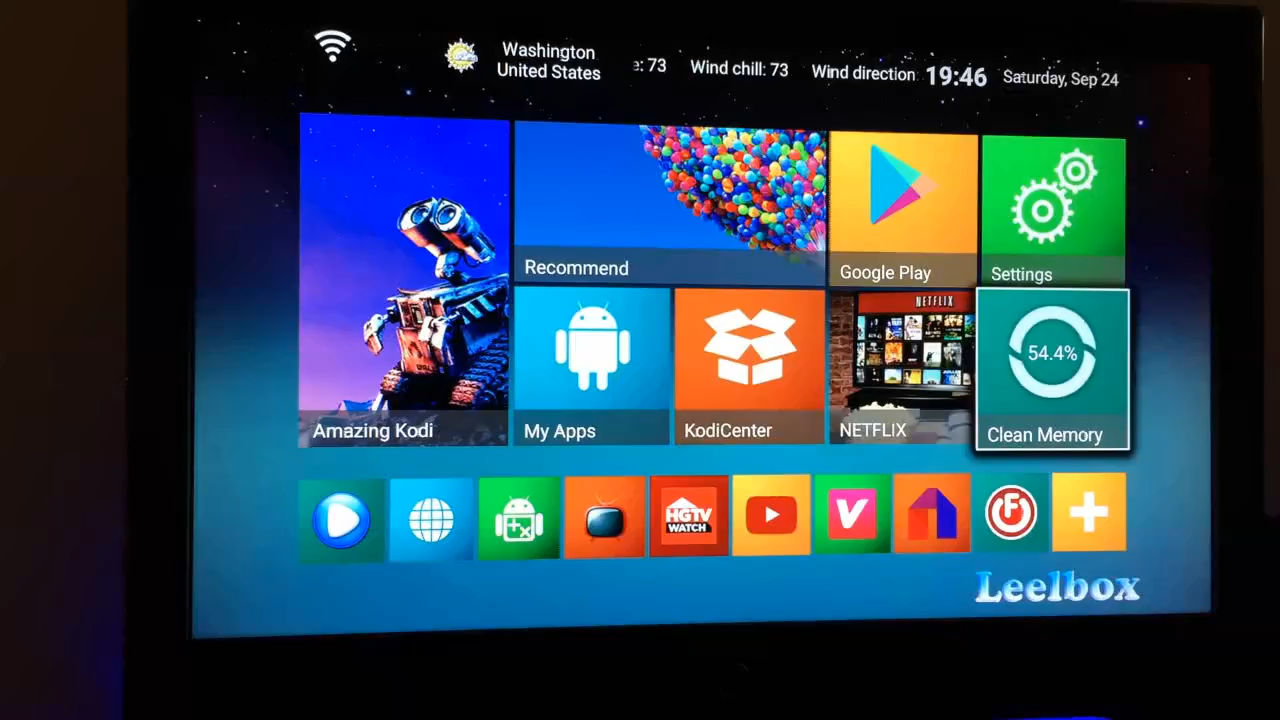 Washington
United States
e: 73 Wind chill: 73 Wind direction
19:46
Saturday, Sep 24
Recommend
Google Play
Settings
NETFLIX
54.4%
Amazing Kodi
My Apps
KodiCenter
NETFLIX
Clean Memory
HGTV
WATCH
Leelbox